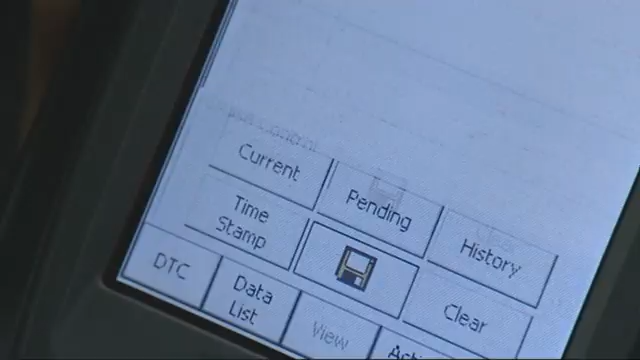 Current
Pending
History
Time
Stamp
Clear
DTC
Data
List
View